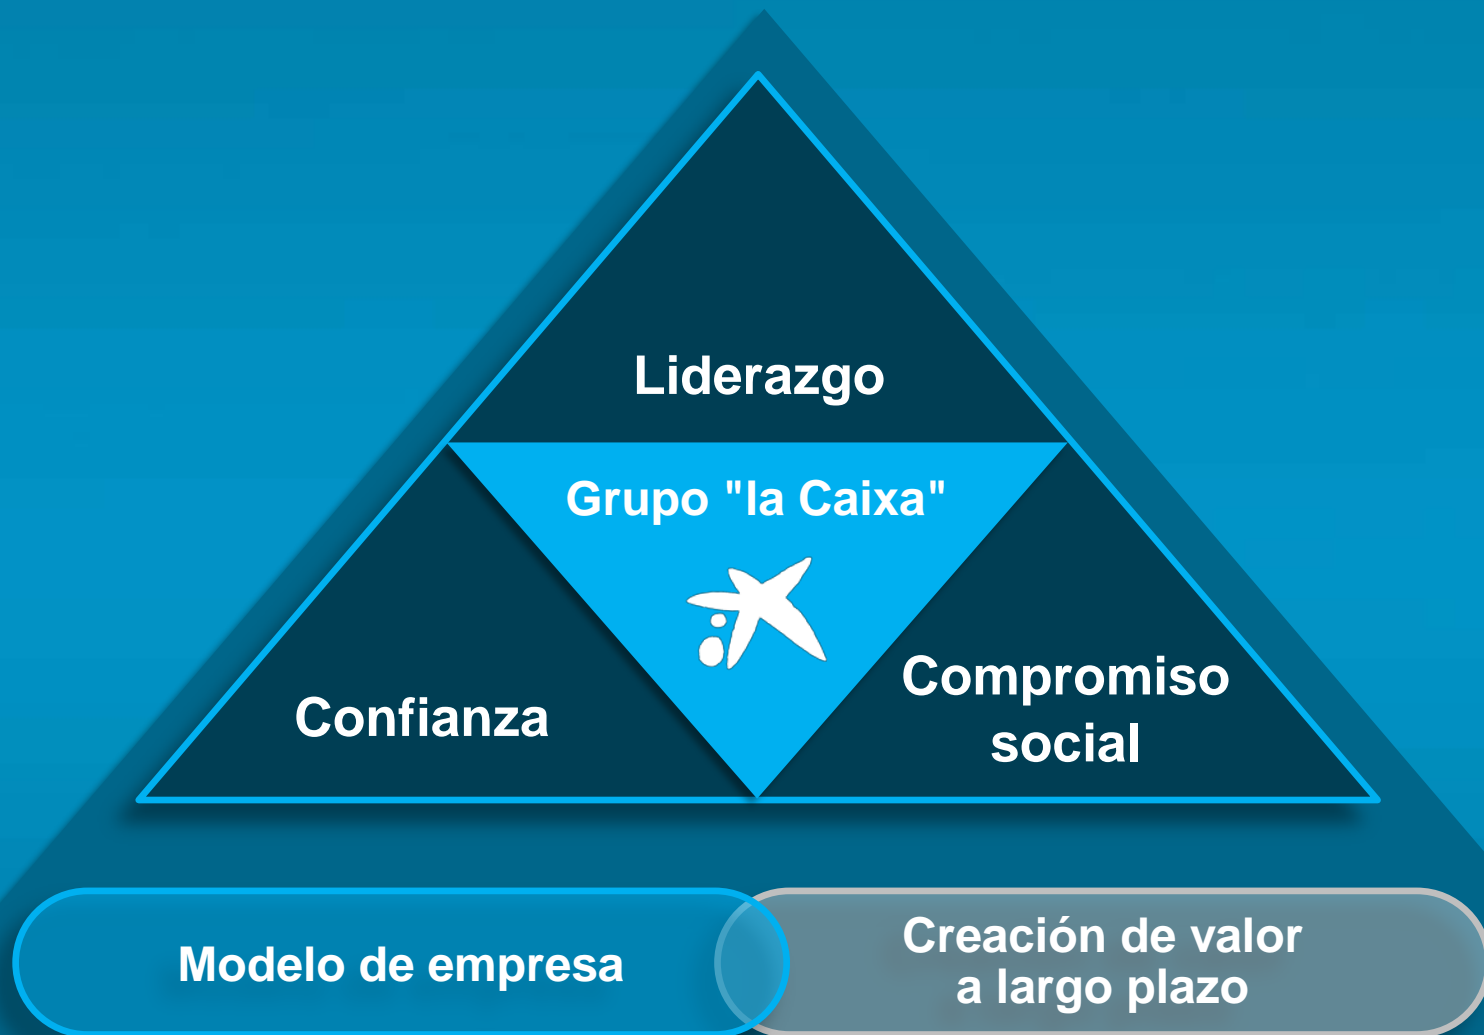 Liderazgo
Grupo "la Caixa"
Confianza
Compromiso
social
Modelo de empresa
Creación de valor
a largo plazo